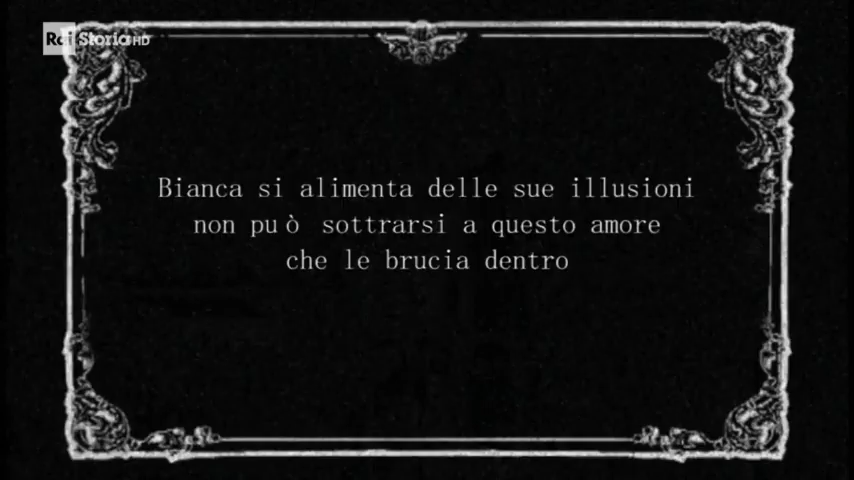 Rai Storia HD
Bianca si alimenta delle sue illusioni
non può sottrarsi a questo amore
che le brucia dentro